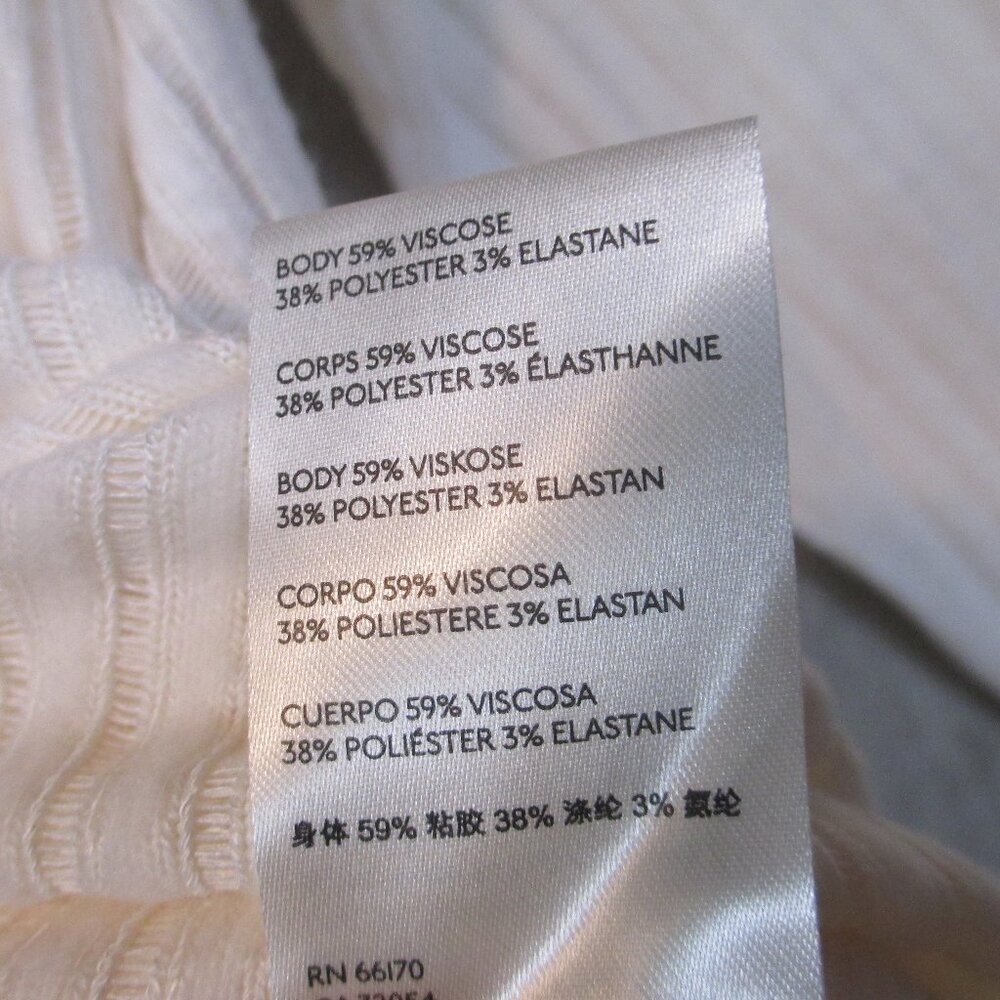 BODY 59% VISCOSE
38% POLYESTER 3% ELASTANE
CORPS 59% VISCOSE
38% POLYESTER 3% ÉLASTHANNE
BODY 59% VISKOSE
38% POLYESTER 3% ELASTAN
CORPO 59% VISCOSA
38% POLIESTERE 3% ELASTAN
CUERPO 59% VISCOSA
38% POLIÉSTER 3% ELASTANE
身体 59% 粘胶 38% 涤纶 3% 氨纶
RN 66170